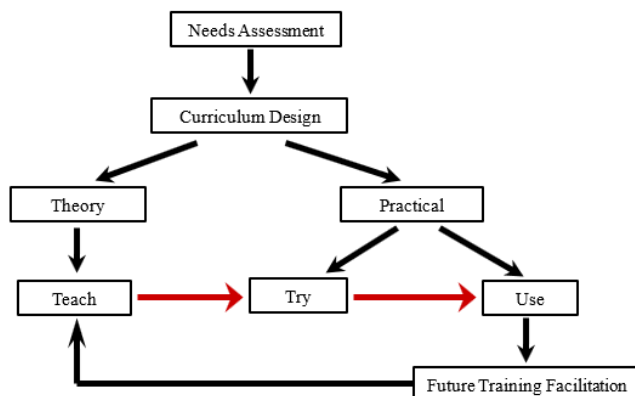 Needs Assessment
Curriculum Design
Theory
Practical
Teach
Try
Use
Future Training Facilitation